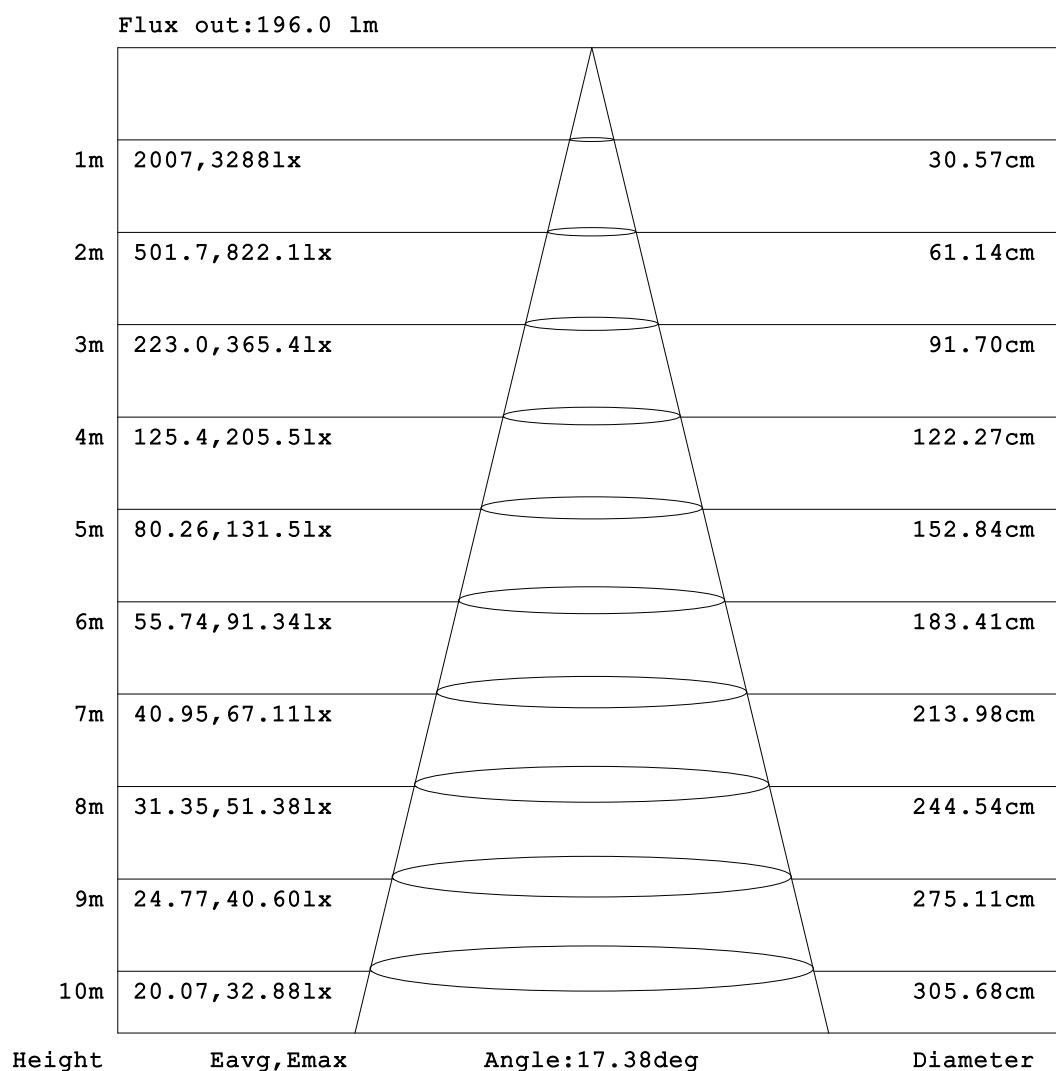 Flux out:196.0 lm
1m 2007,3288lx 30.57cm
2m 501.7,822.1lx 61.14cm
3m 223.0,365.4lx 91.70cm
4m 125.4,205.5lx 122.27cm
5m 80.26,131.5lx 152.84cm
6m 55.74,91.34lx 183.41cm
7m 40.95,67.11lx 213.98cm
8m 31.35,51.38lx 244.54cm
9m 24.77,40.60lx 275.11cm
10m 20.07,32.88lx 305.68cm
Height Eavg,Emax Angle:17.38deg Diameter